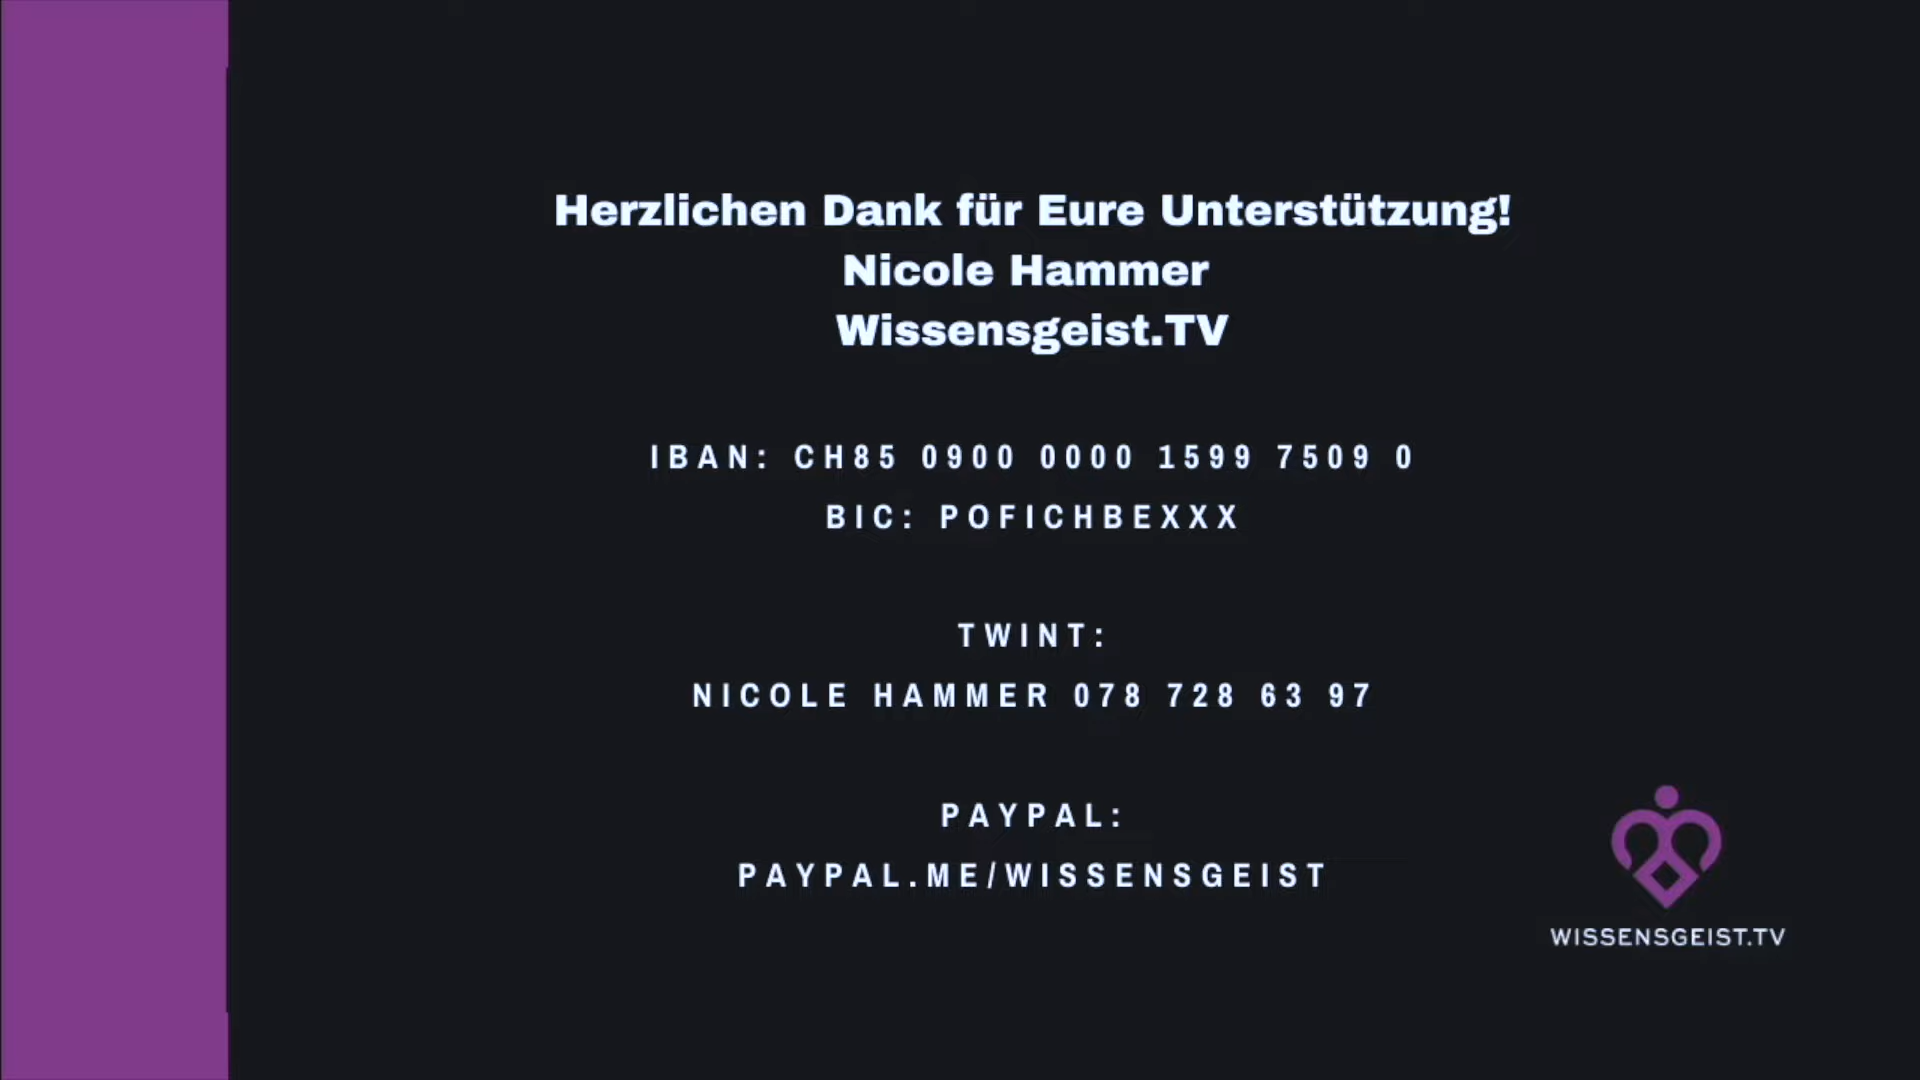 Herzlichen Dank für Eure Unterstützung!
Nicole Hammer
Wissensgeist.TV
IBAN: CH85 0900 0000 1599 7509 0
BIC: POFICHBEXXX
TWINT:
NICOLE HAMMER 078 728 63 97
PAYPAL:
PAYPAL.ME/WISSENSGEIST
WISSENSGEIST.TV